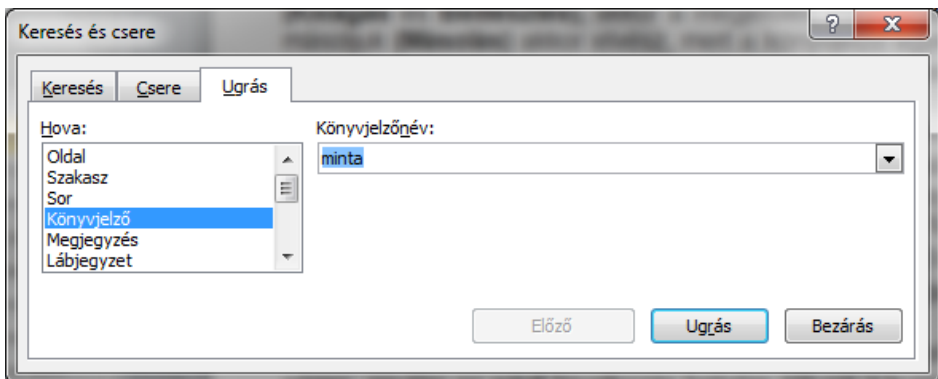 Keresés és csere
Keresés Csere Ugrás
Hova:
Oldal
Szakasz
Sor
Könyvjelző
Megjegyzés
Lábjegyzet
Könyvjelzőnév:
minta
Előző Ugrás Bezárás